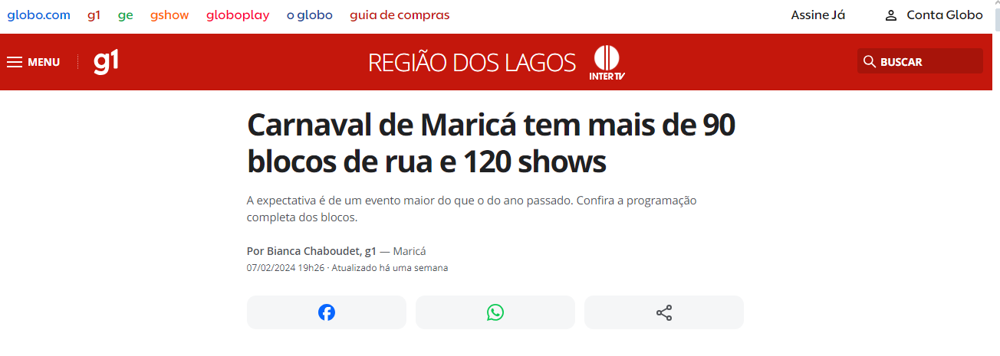 globo.com g1 ge gshow globoplay o globo guia de compras Assine Já Conta Globo
MENU g1 REGIÃO DOS LAGOS INTER TV BUSCAR
Carnaval de Maricá tem mais de 90
blocos de rua e 120 shows
A expectativa é de um evento maior do que o do ano passado. Confira a programação
completa dos blocos.
Por Bianca Chaboudet, g1 — Maricá
07/02/2024 19h26 · Atualizado há uma semana